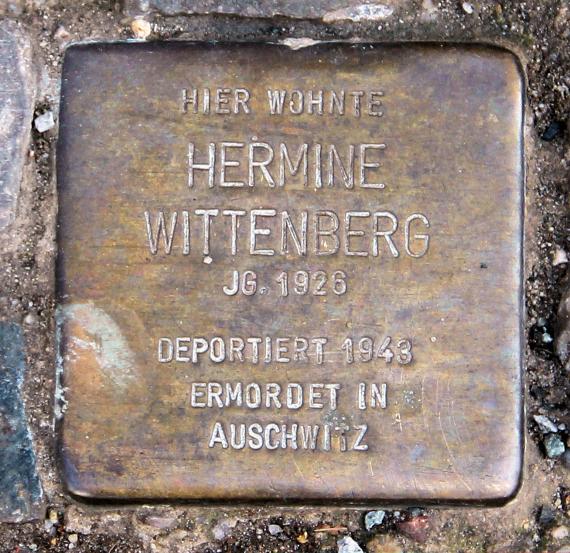 HIER WOHNTE
HERMINE
WITTENBERG
JG. 1926
DEPORTIERT 1943
ERMORDET IN
AUSCHWITZ